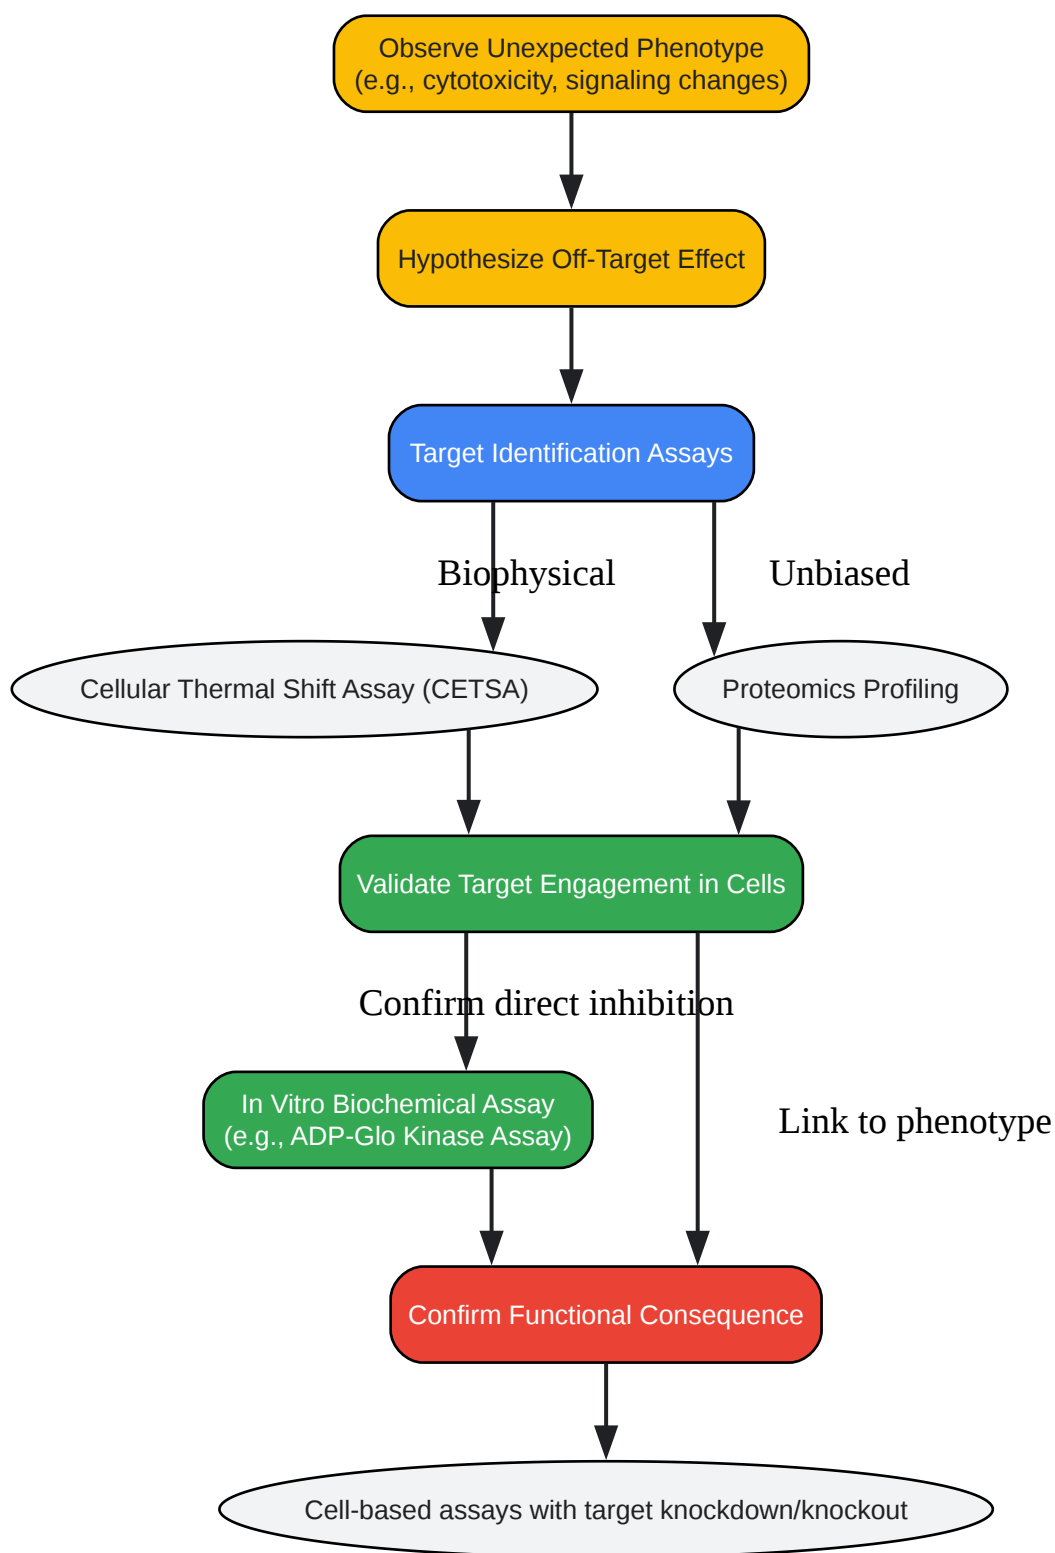 Observe Unexpected Phenotype
(e.g., cytotoxicity, signaling changes)
Hypothesize Off-Target Effect
Target Identification Assays
Biophysical
Unbiased
Cellular Thermal Shift Assay (CETSA)
Proteomics Profiling
Validate Target Engagement in Cells
Confirm direct inhibition
In Vitro Biochemical Assay
(e.g., ADP-Glo Kinase Assay)
Link to phenotype
Confirm Functional Consequence
Cell-based assays with target knockdown/knockout